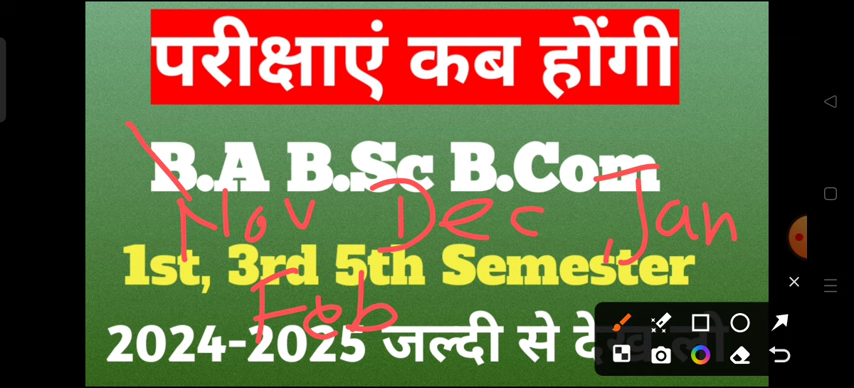 परीक्षाएं कब होंगी
B.A B.Sc B.Com
Nov Dec, Jan
1st, 3rd 5th Semester
Feb
2024-2025 जल्दी से देख लो